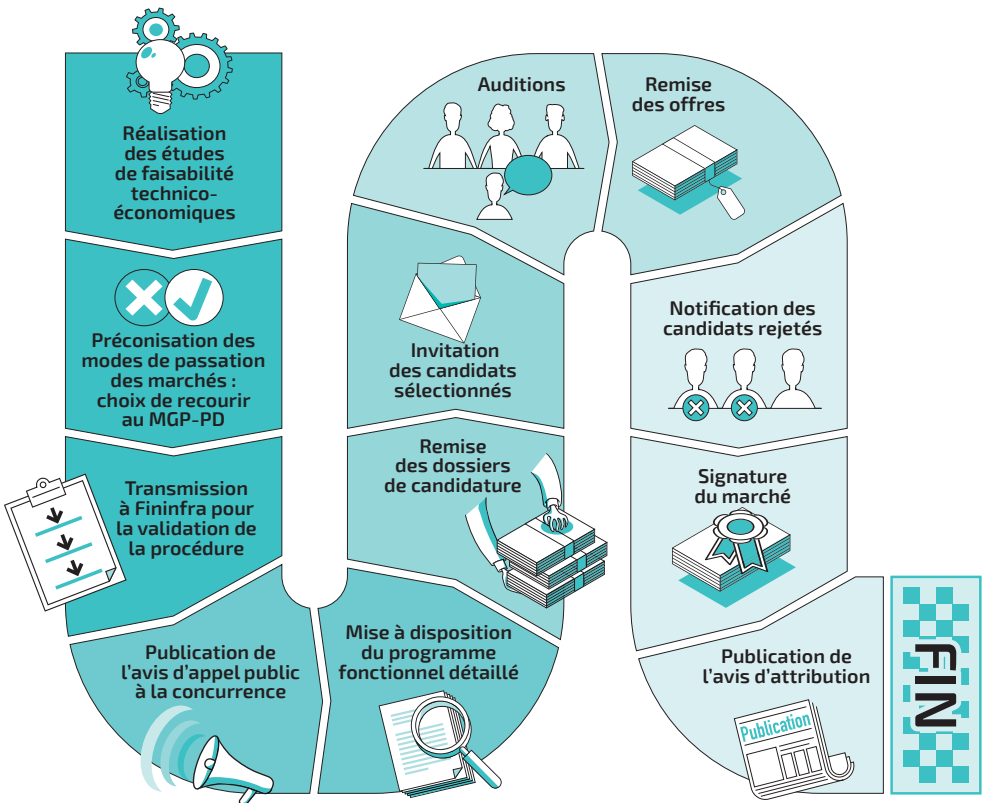 Réalisation
des études
de faisabilité
technico-
économiques
Préconisation des
modes de passation
des marchés :
choix de recourir
au MGP-PD
Transmission
à Fininfra pour
la validation de
la procédure
Publication de
l'avis d'appel public
à la concurrence
Mise à disposition
du programme
fonctionnel détaillé
Remise
des dossiers
de candidature
Invitation
des candidats
sélectionnés
Auditions
Remise
des offres
Notification des
candidats rejetés
Signature
du marché
Publication de
l'avis d'attribution
Publication
FIN